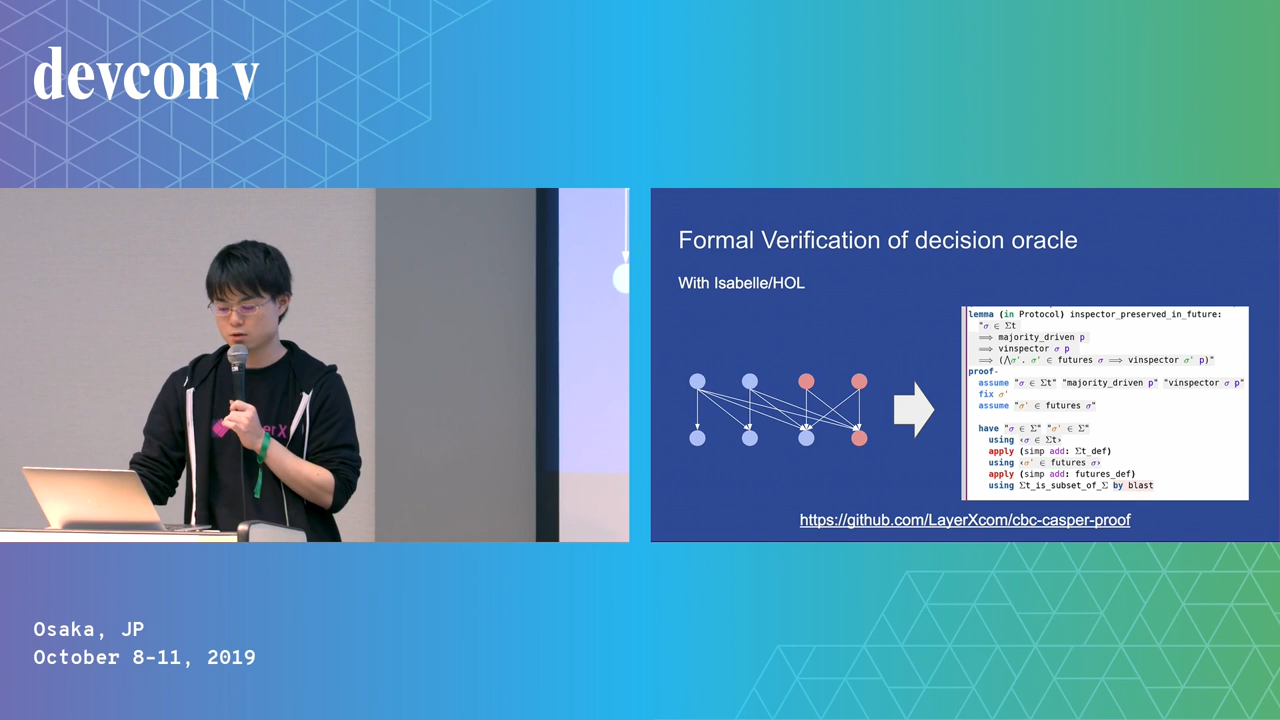 devcon v
Formal Verification of decision oracle
With Isabelle/HOL
lemma (in Protocol) inspector_preserved_in_future:
"σ ∈ Σt
⟹ majority_driven p
⟹ vinspector σ p
⟹ (⋀σ'. σ' ∈ futures σ ⟹ vinspector σ' p)"
proof-
assume "σ ∈ Σt" "majority_driven p" "vinspector σ p"
fix σ'
assume "σ' ∈ futures σ"
have "σ ∈ Σ" "σ' ∈ Σ"
using ‹σ ∈ Σt›
apply (simp add: Σt_def)
using ‹σ' ∈ futures σ›
apply (simp add: futures_def)
using Σt_is_subset_of_Σ by blast
https://github.com/LayerXcom/cbc-casper-proof
Osaka, JP
October 8-11, 2019